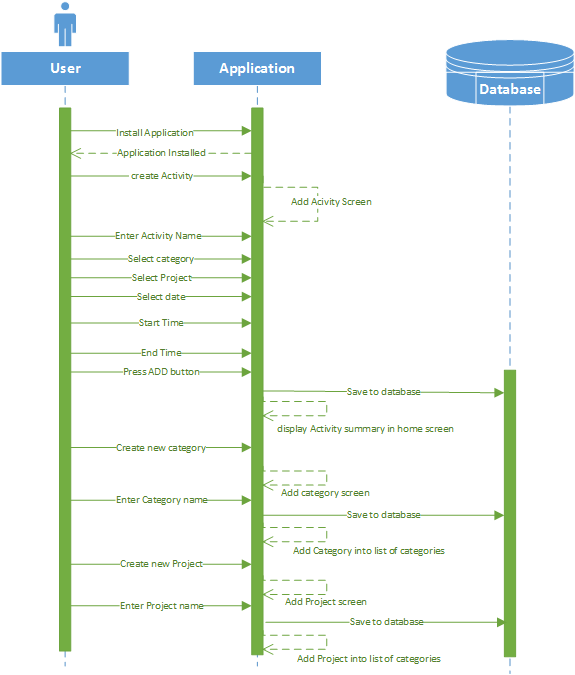 User
Application
Database
Install Application
Application Installed
create Activity
Add Acivity Screen
Enter Activity Name
Select category
Select Project
Select date
Start Time
End Time
Press ADD button
Save to database
display Activity summary in home screen
Create new category
Add category screen
Enter Category name
Save to database
Add Category into list of categories
Create new Project
Add Project screen
Enter Project name
Save to database
Add Project into list of categories